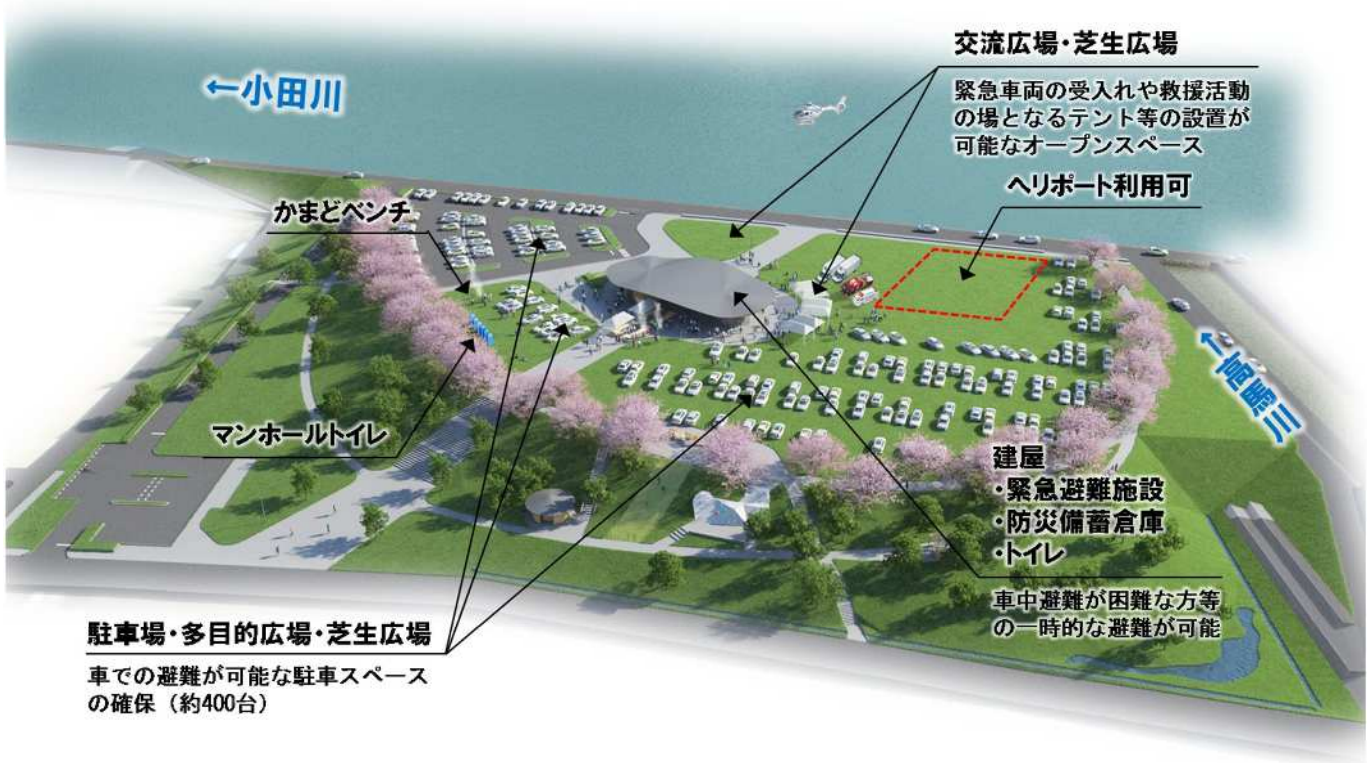 交流広場・芝生広場
緊急車両の受入れや救援活動
の場となるテント等の設置が
可能なオープンスペース
←小田川
ヘリポート利用可
かまどベンチ
←高馬川
マンホールトイレ
建屋
・緊急避難施設
・防災備蓄倉庫
・トイレ
車中避難が困難な方等
の一時的な避難が可能
駐車場・多目的広場・芝生広場
車での避難が可能な駐車スペース
の確保（約400台）